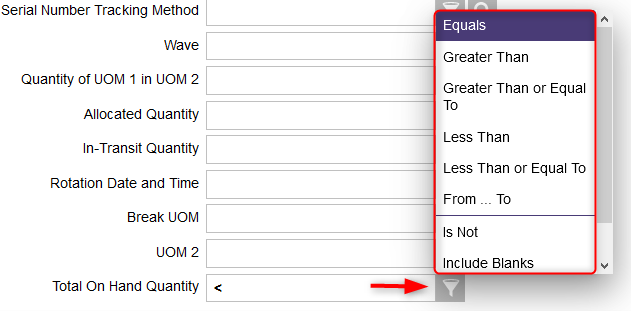 Serial Number Tracking Method
Wave
Quantity of UOM 1 in UOM 2
Allocated Quantity
In-Transit Quantity
Rotation Date and Time
Break UOM
UOM 2
Total On Hand Quantity
<
Equals
Greater Than
Greater Than or Equal
To
Less Than
Less Than or Equal To
From ... To
Is Not
Include Blanks